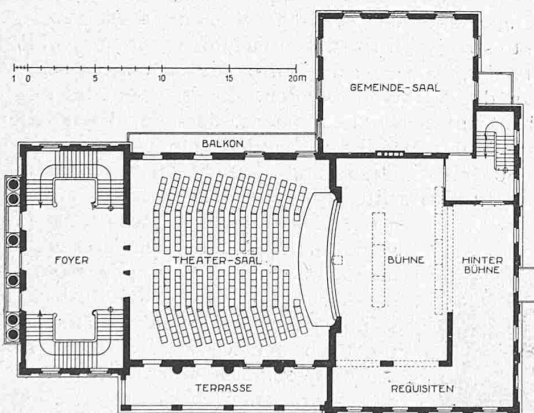 1 0 5 10 15 20m
GEMEINDE-SAAL
BALKON
FOYER
THEATER-SAAL
BÜHNE
HINTER
BÜHNE
TERRASSE
REQUISITEN